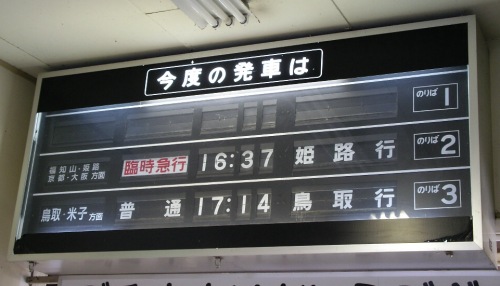 今度の発車は
のりば 1
福知山・姫路
京都・大阪 方面
臨時急行 16:37 姫路行 のりば 2
鳥取・米子 方面 普通 17:14 鳥取行 のりば 3